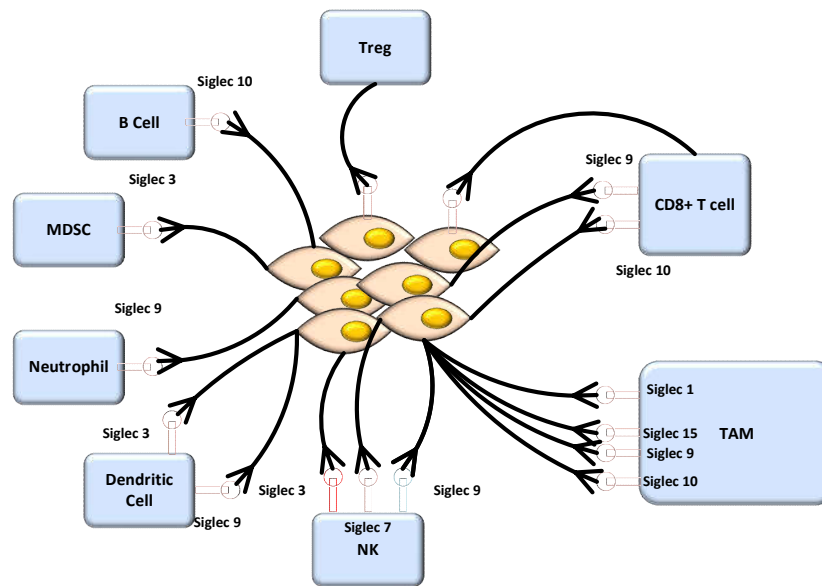 Treg
Siglec 10
B Cell
Siglec 9
CD8+ T cell
Siglec 3
MDSC
Siglec 10
Siglec 9
Neutrophil
Siglec 1
Siglec 15
TAM
Siglec 9
Siglec 10
Siglec 3
Dendritic
Cell
Siglec 9
Siglec 3
Siglec 9
Siglec 7
NK